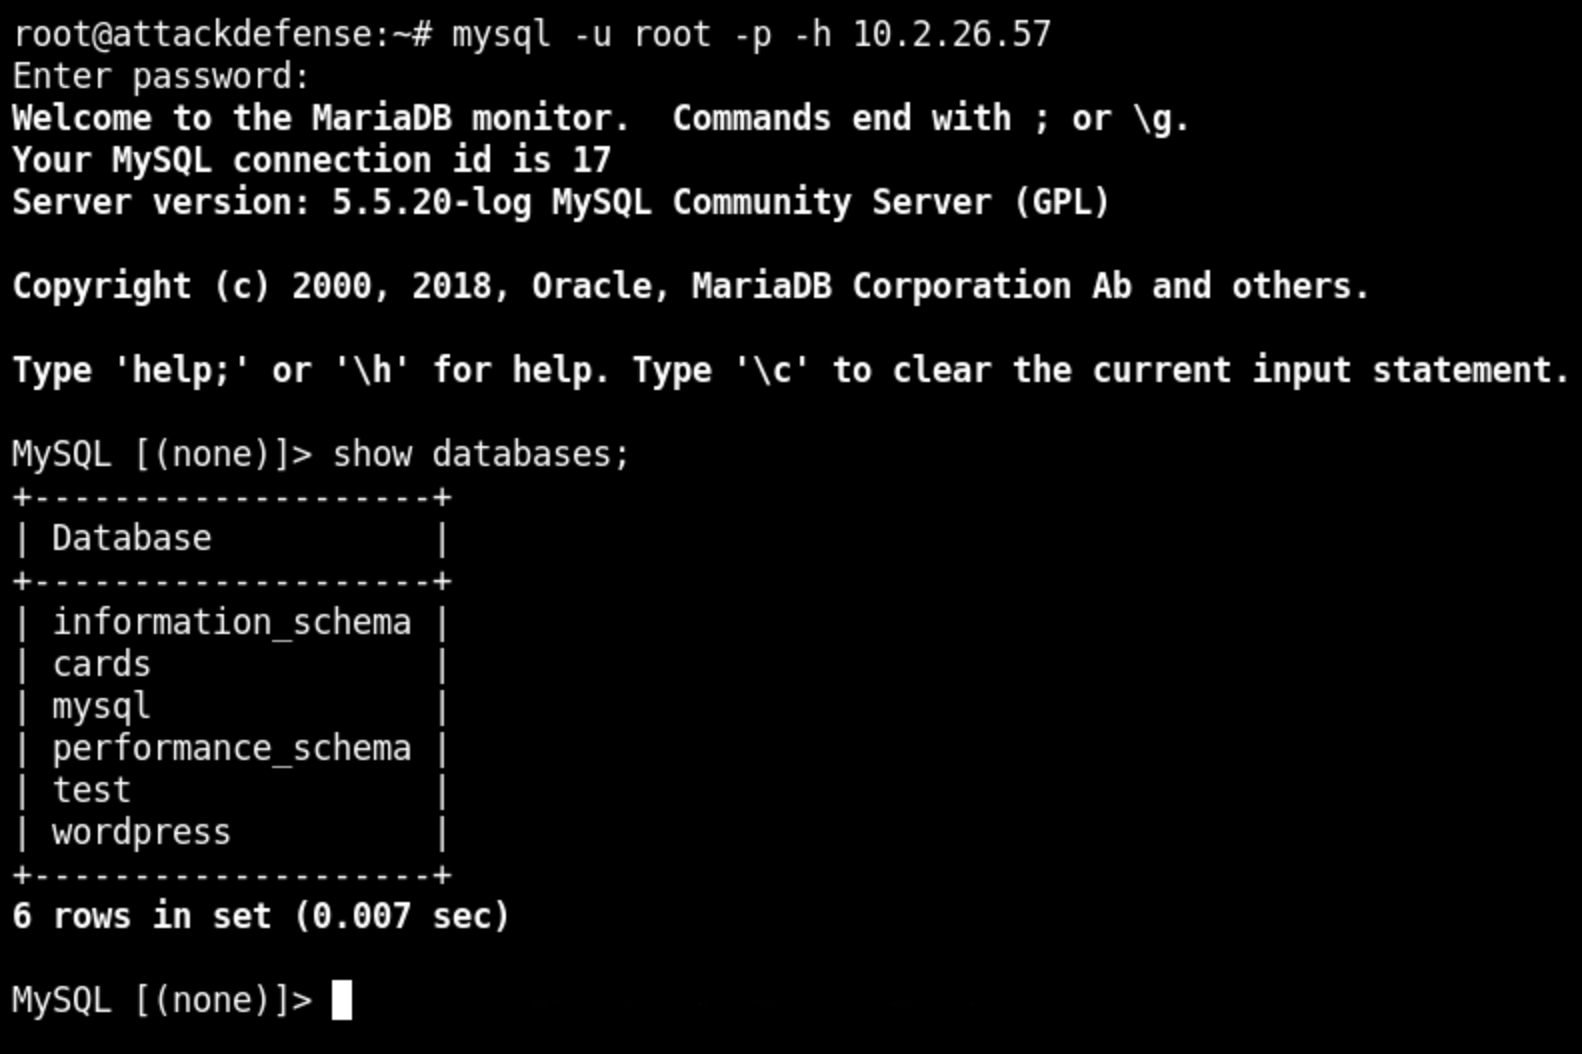 root@attackdefense:~# mysql -u root -p -h 10.2.26.57
Enter password:
Welcome to the MariaDB monitor.  Commands end with ; or \g.
Your MySQL connection id is 17
Server version: 5.5.20-log MySQL Community Server (GPL)

Copyright (c) 2000, 2018, Oracle, MariaDB Corporation Ab and others.

Type 'help;' or '\h' for help. Type '\c' to clear the current input statement.

MySQL [(none)]> show databases;
+--------------------+
| Database           |
+--------------------+
| information_schema |
| cards              |
| mysql              |
| performance_schema |
| test               |
| wordpress          |
+--------------------+
6 rows in set (0.007 sec)

MySQL [(none)]>